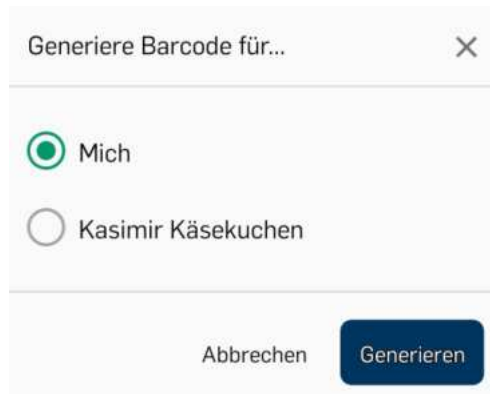 Generiere Barcode für...
Mich
Kasimir Käsekuchen
Abbrechen Generieren